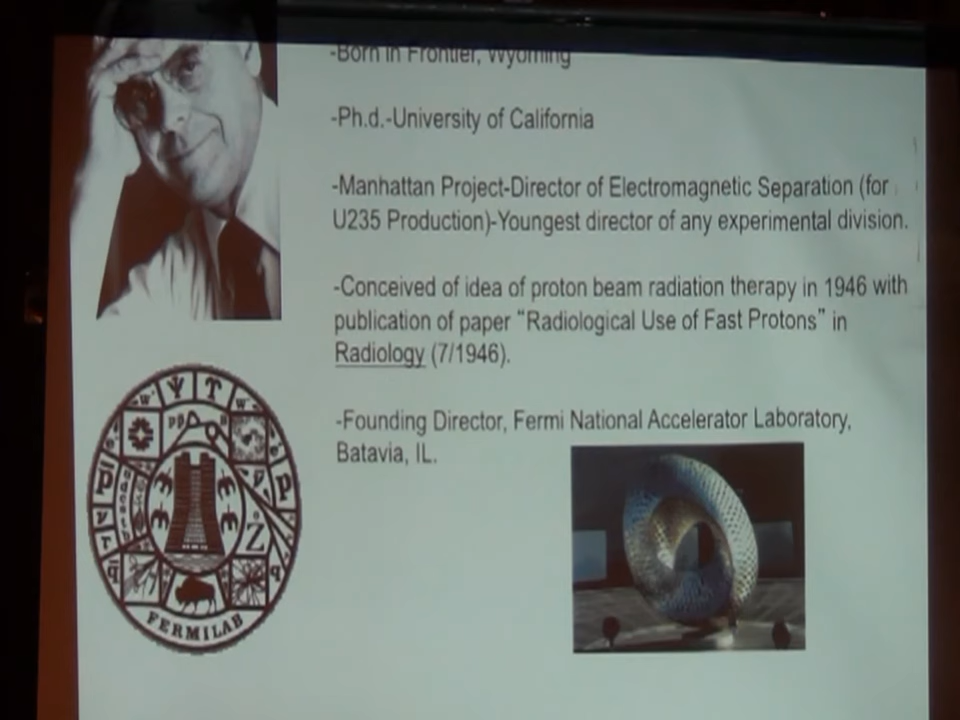 -Born in Frontier, Wyoming
-Ph.d.-University of California
-Manhattan Project-Director of Electromagnetic Separation (for
U235 Production)-Youngest director of any experimental division.
-Conceived of idea of proton beam radiation therapy in 1946 with
publication of paper “Radiological Use of Fast Protons” in
Radiology (7/1946).
-Founding Director, Fermi National Accelerator Laboratory,
Batavia, IL.
FERMILAB